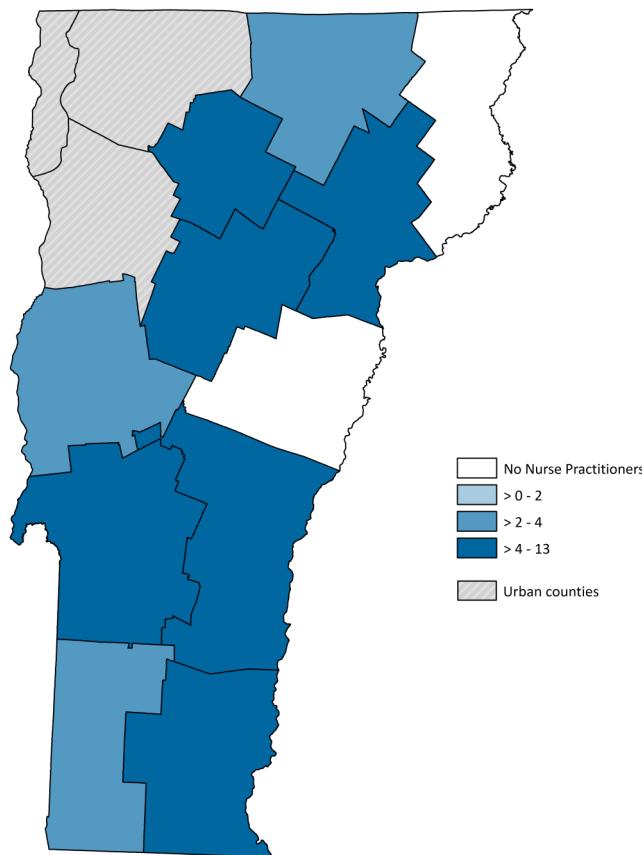 No Nurse Practitioners
> 0 - 2
> 2 - 4
> 4 - 13
Urban counties